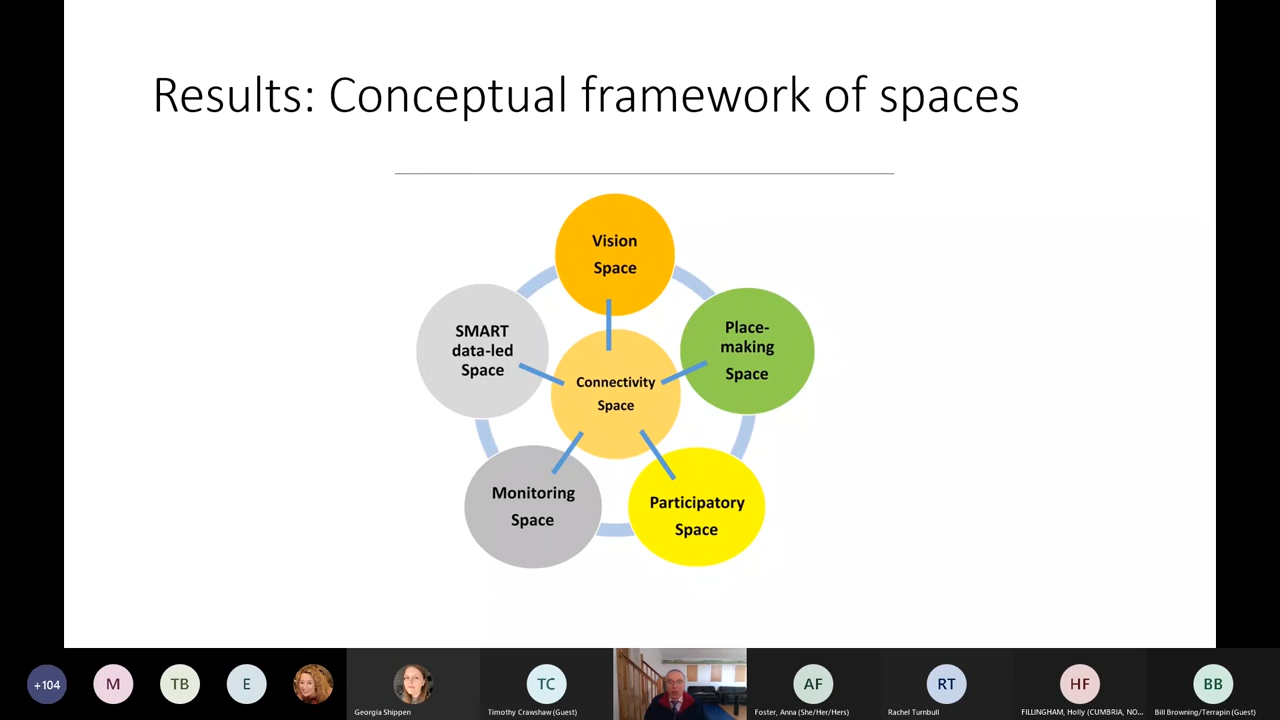 Results: Conceptual framework of spaces
Vision
Space
SMART
data-led
Space
Place-
making
Space
Connectivity
Space
Monitoring
Space
Participatory
Space
+104
M
TB
E
Georgia Shippen
TC
Timothy Crawshaw (Guest)
AF
Foster, Anna (She/Her/Hers)
RT
Rachel Turnbull
HF
FILLINGHAM, Holly (CUMBRIA, NO...
BB
Bill Browning/Terrapin (Guest)